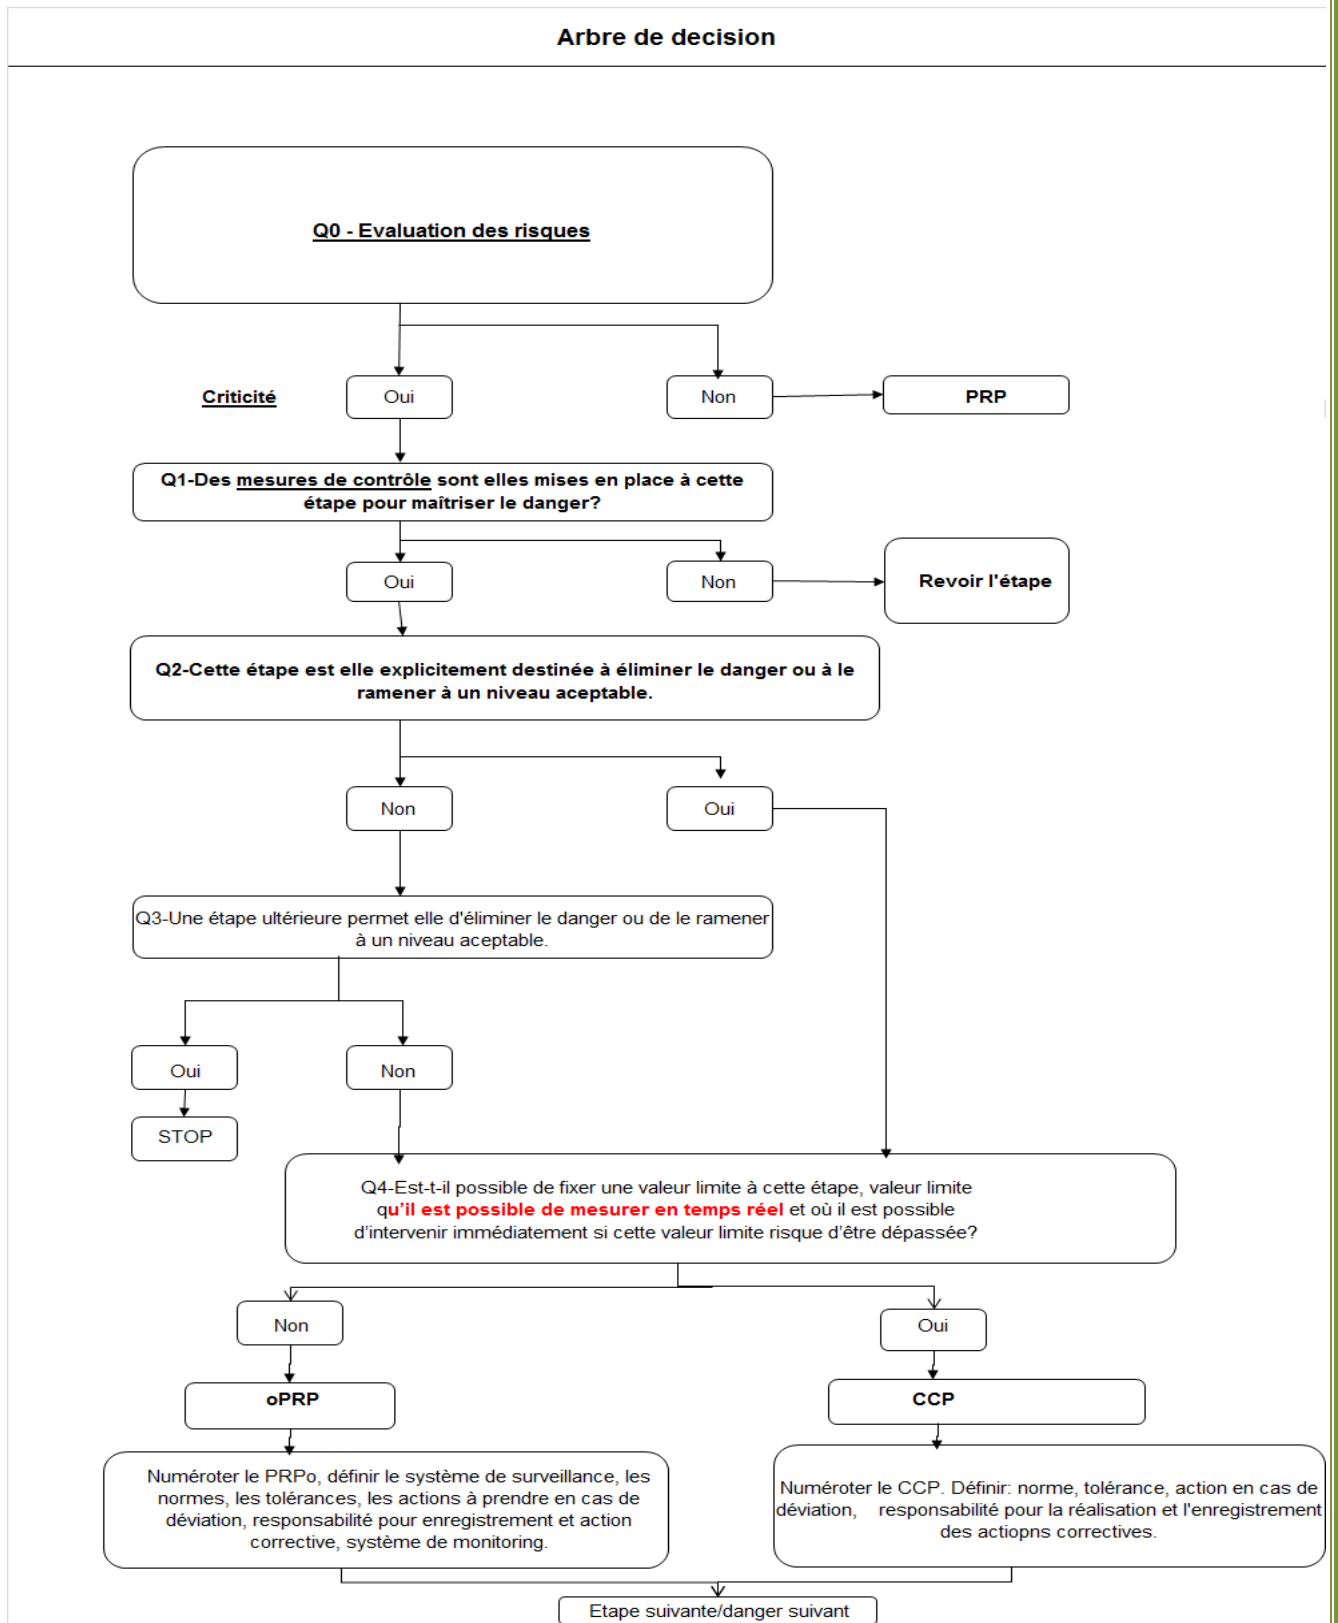 Arbre de decision
Q0 - Evaluation des risques
Criticité
Oui
Non
PRP
Q1-Des mesures de contrôle sont elles mises en place à cette
étape pour maîtriser le danger?
Oui
Non
Revoir l'étape
Q2-Cette étape est elle explicitement destinée à éliminer le danger ou à le
ramener à un niveau aceptable.
Non
Oui
Q3-Une étape ultérieure permet elle d'éliminer le danger ou de le ramener
à un niveau aceptable.
Oui
Non
STOP
Q4-Est-t-il possible de fixer une valeur limite à cette étape, valeur limite
qu'il est possible de mesurer en temps réel et où il est possible
d'intervenir immédiatement si cette valeur limite risque d'être dépassée?
Non
Oui
oPRP
CCP
Numéroter le PRPo, définir le système de surveillance, les
normes, les tolérances, les actions à prendre en cas de
déviation, responsabilité pour enregistrement et action
corrective, système de monitoring.
Numéroter le CCP. Définir: norme, tolérance, action en cas de
déviation, responsabilité pour la réalisation et l'enregistrement
des actiopns correctives.
Etape suivante/danger suivant